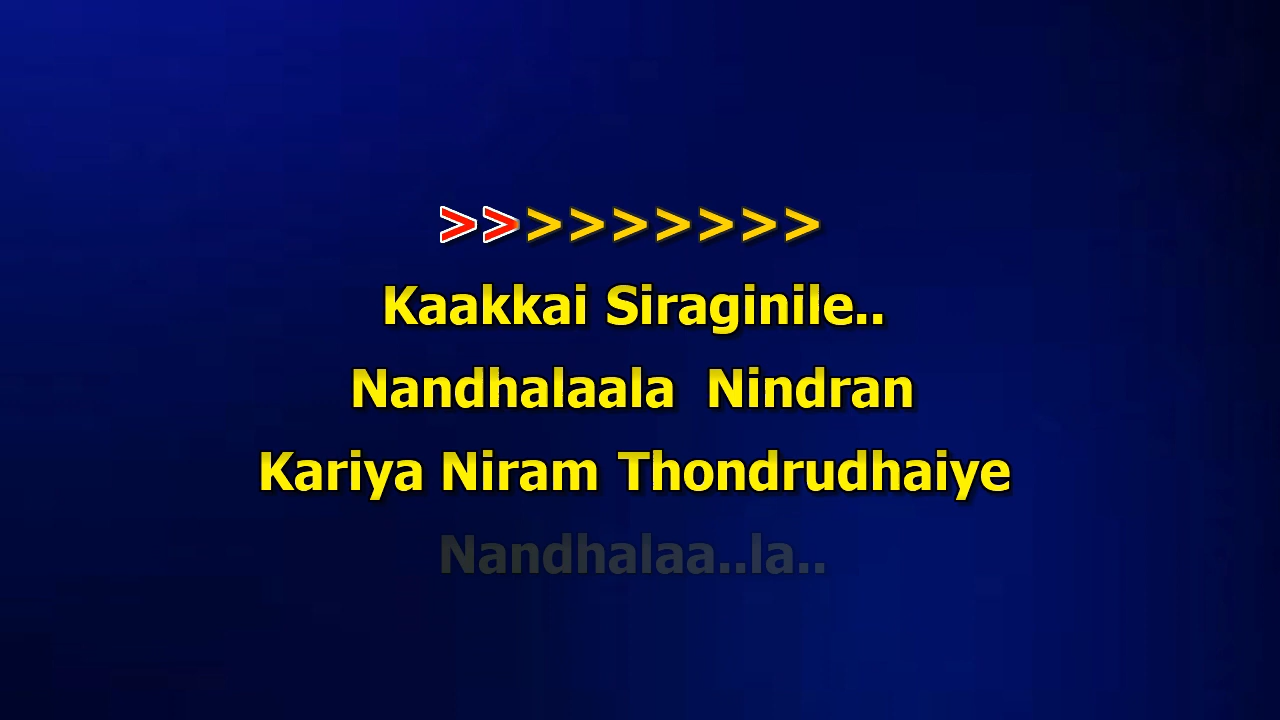 >>>>>>>>>
Kaakkai Siraginile..
Nandhalaala Nindran
Kariya Niram Thondrudhaiye
Nandhalaa..la..